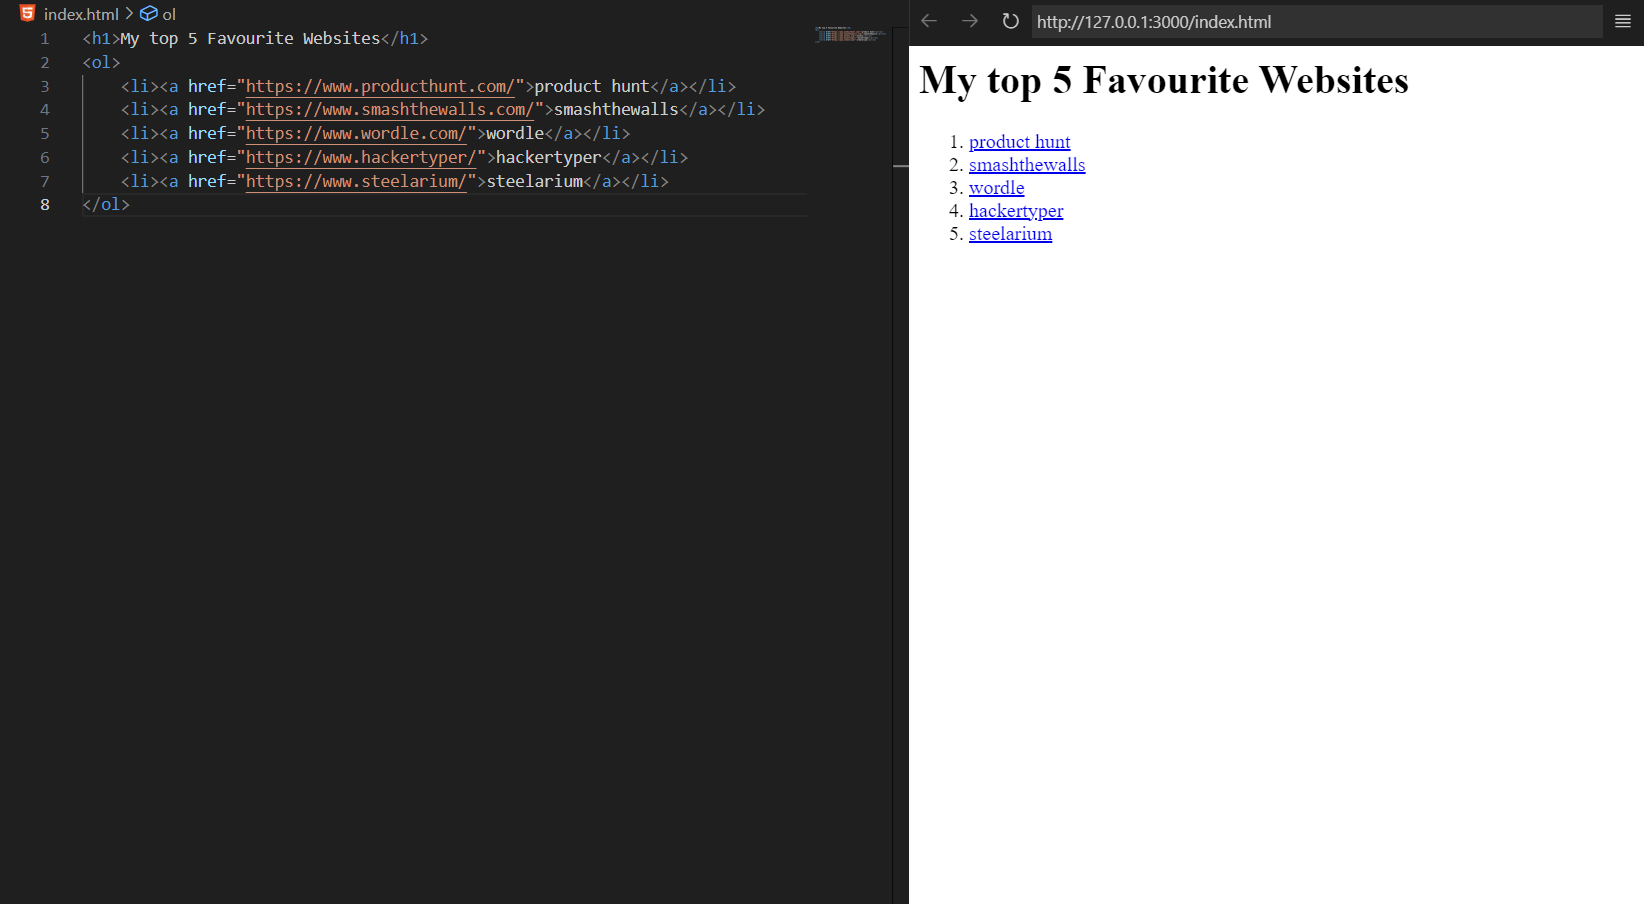 index.html > ol
1 <h1>My top 5 Favourite Websites</h1>
2 <ol>
3 <li><a href="https://www.producthunt.com/">product hunt</a></li>
4 <li><a href="https://www.smashthewalls.com/">smashthewalls</a></li>
5 <li><a href="https://www.wordle.com/">wordle</a></li>
6 <li><a href="https://www.hackertyper/">hackertyper</a></li>
7 <li><a href="https://www.steelarium/">steelarium</a></li>
8 </ol>
http://127.0.0.1:3000/index.html
My top 5 Favourite Websites
1. product hunt
2. smashthewalls
3. wordle
4. hackertyper
5. steelarium